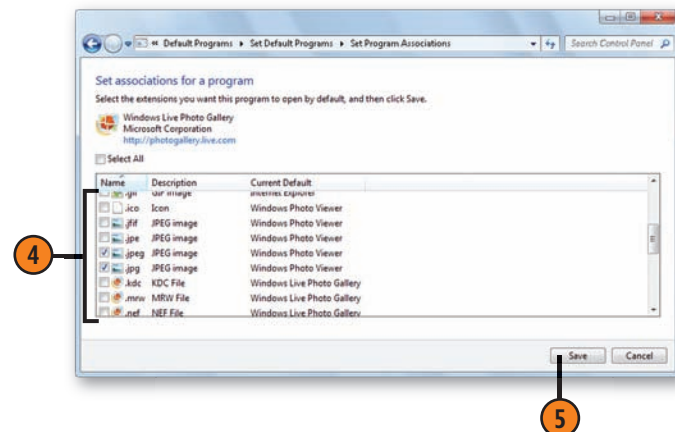 « Default Programs ▸ Set Default Programs ▸ Set Program Associations
Search Control Panel
Set associations for a program
Select the extensions you want this program to open by default, and then click Save.
Windows Live Photo Gallery
Microsoft Corporation
http://photogallery.live.com
Select All
Name Description Current Default
.gif GIF image Internet Explorer
.ico Icon Windows Photo Viewer
.jfif JPEG image Windows Photo Viewer
.jpe JPEG image Windows Photo Viewer
.jpeg JPEG image Windows Photo Viewer
.jpg JPEG image Windows Photo Viewer
.kdc KDC File Windows Live Photo Gallery
.mrw MRW File Windows Live Photo Gallery
.nef NEF File Windows Live Photo Gallery
4
Save Cancel
5